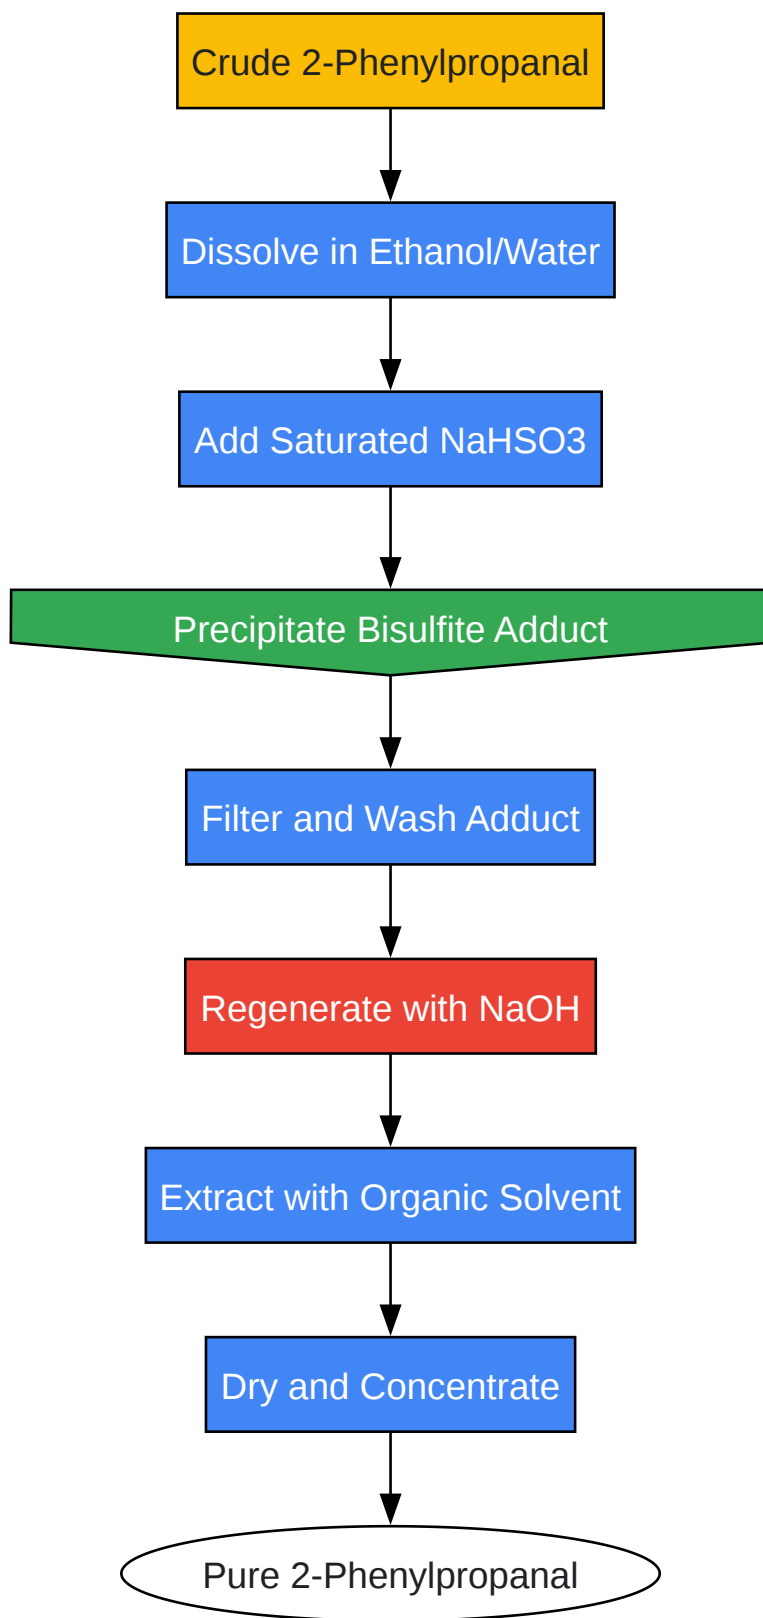 Crude 2-Phenylpropanal
Dissolve in Ethanol/Water
Add Saturated NaHSO3
Precipitate Bisulfite Adduct
Filter and Wash Adduct
Regenerate with NaOH
Extract with Organic Solvent
Dry and Concentrate
Pure 2-Phenylpropanal